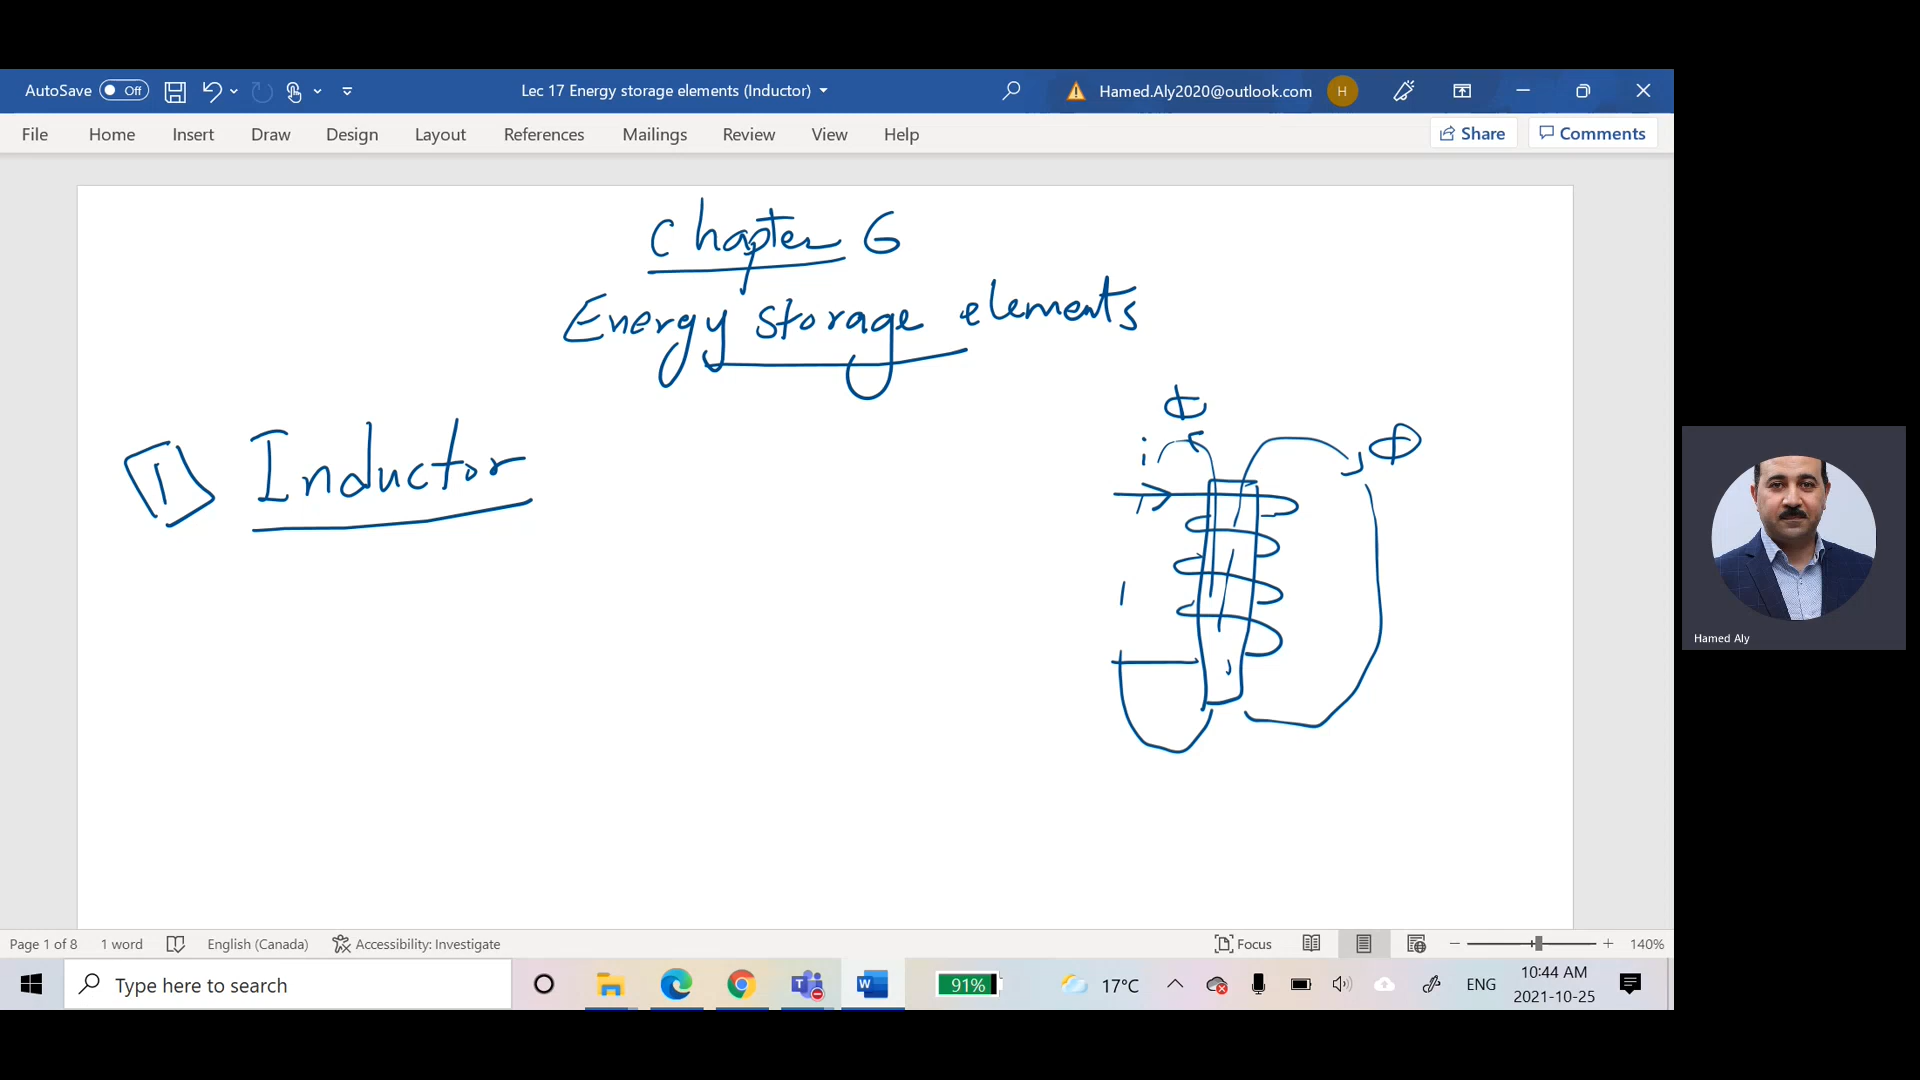 AutoSave Off Lec 17 Energy storage elements (Inductor) Hamed.Aly2020@outlook.com H
File Home Insert Draw Design Layout References Mailings Review View Help Share Comments
Chapter 6
Energy storage elements
1 Inductor
Φ
i Φ
Hamed Aly
Page 1 of 8 1 word English (Canada) Accessibility: Investigate Focus 140%
Type here to search 91% 17°C ENG 10:44 AM
2021-10-25